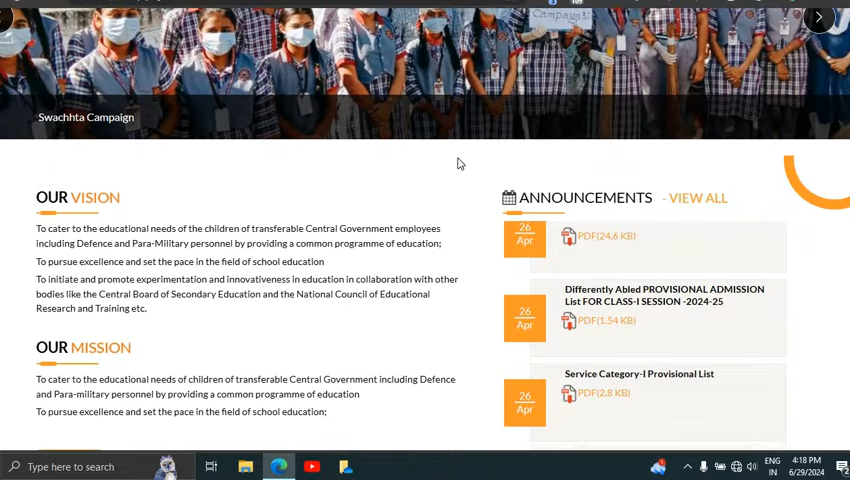 Campaign
Swachhta Campaign
OUR VISION
To cater to the educational needs of the children of transferable Central Government employees
including Defence and Para-Military personnel by providing a common programme of education;
To pursue excellence and set the pace in the field of school education
To initiate and promote experimentation and innovativeness in education in collaboration with other
bodies like the Central Board of Secondary Education and the National Council of Educational
Research and Training etc.
OUR MISSION
To cater to the educational needs of children of transferable Central Government including Defence
and Para-military personnel by providing a common programme of education
To pursue excellence and set the pace in the field of school education;
ANNOUNCEMENTS - VIEW ALL
26
Apr
PDF(24.6 KB)
26
Apr
Differently Abled PROVISIONAL ADMISSION
List FOR CLASS-I SESSION -2024-25
PDF(1.54 KB)
26
Apr
Service Category-I Provisional List
PDF(2.8 KB)
Type here to search
ENG
IN
4:18 PM
6/29/2024
2